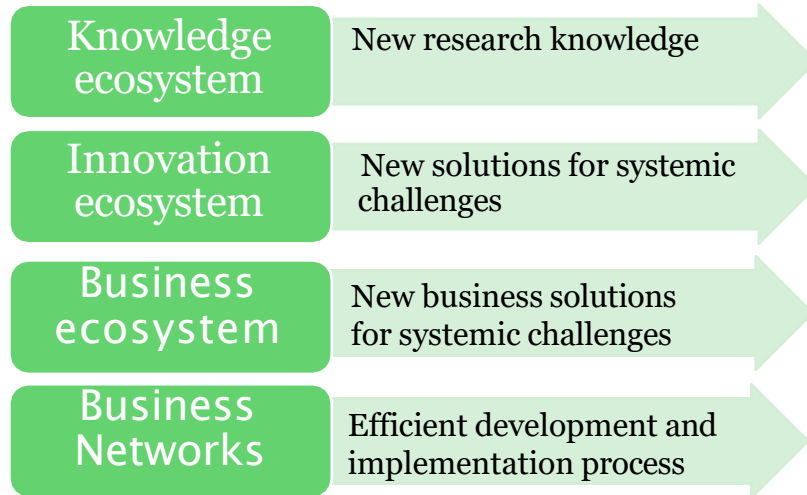 Knowledge
ecosystem
New research knowledge
Innovation
ecosystem
New solutions for systemic
challenges
Business
ecosystem
New business solutions
for systemic challenges
Business
Networks
Efficient development and
implementation process